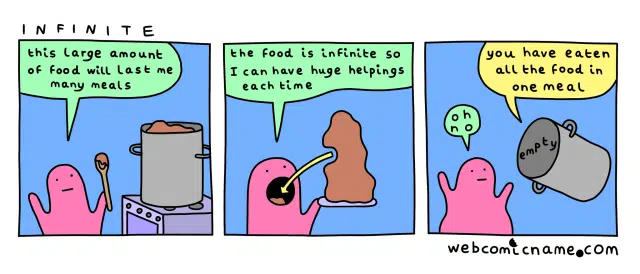 INFINITE
this large amount
of food will last me
many meals
the food is infinite so
I can have huge helpings
each time
you have eaten
all the food in
one meal
oh
no
empty
webcomicname.com